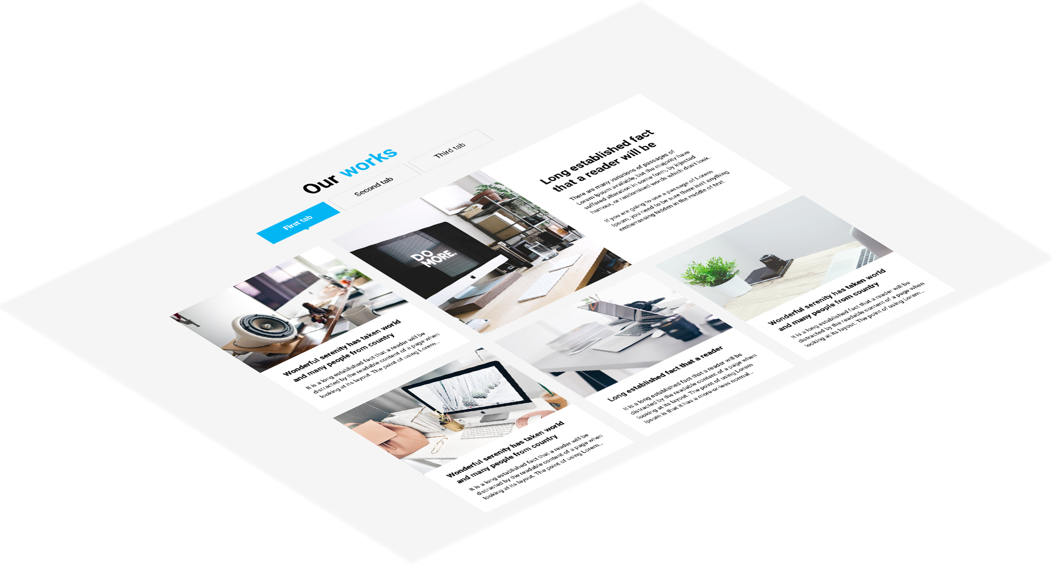 Our works
First tab
Second tab
Third tab
DO
MORE.
Long established fact
that a reader will be
There are many variations of passages of
Lorem Ipsum available, but the majority have
suffered alteration in some form, by injected
humour, or randomised words which don't look.
If you are going to use a passage of Lorem
Ipsum, you need to be sure there isn't anything
embarrassing hidden in the middle of text.
Wonderful serenity has taken world
and many people from country
It is a long established fact that a reader will be
distracted by the readable content of a page when
looking at its layout. The point of using Lorem...
Wonderful serenity has taken world
and many people from country
It is a long established fact that a reader will be
distracted by the readable content of a page when
looking at its layout. The point of using Lorem...
Long established fact that a reader
It is a long established fact that a reader will be
distracted by the readable content of a page when
looking at its layout. The point of using Lorem
Ipsum is that it has a more-or-less normal...
Wonderful serenity has taken world
and many people from country
It is a long established fact that a reader will be
distracted by the readable content of a page when
looking at its layout. The point of using Lorem...